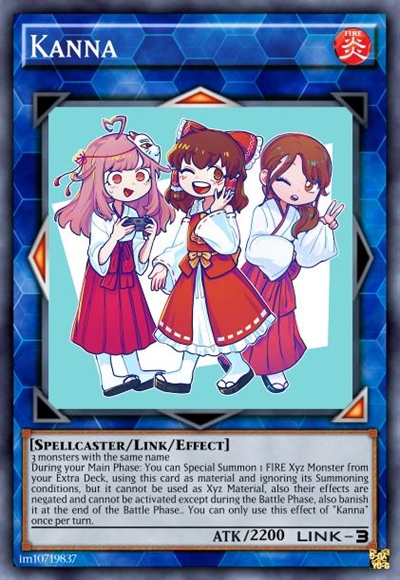 Kanna
FIRE
炎
[Spellcaster/Link/Effect]
3 monsters with the same name
During your Main Phase: You can Special Summon 1 FIRE Xyz Monster from
your Extra Deck, using this card as material and ignoring its Summoning
conditions, but it cannot be used as Xyz Material, also their effects are
negated and cannot be activated except during the Battle Phase, also banish
it at the end of the Battle Phase.. You can only use this effect of "Kanna"
once per turn.
ATK/2200 LINK-3
im10719837